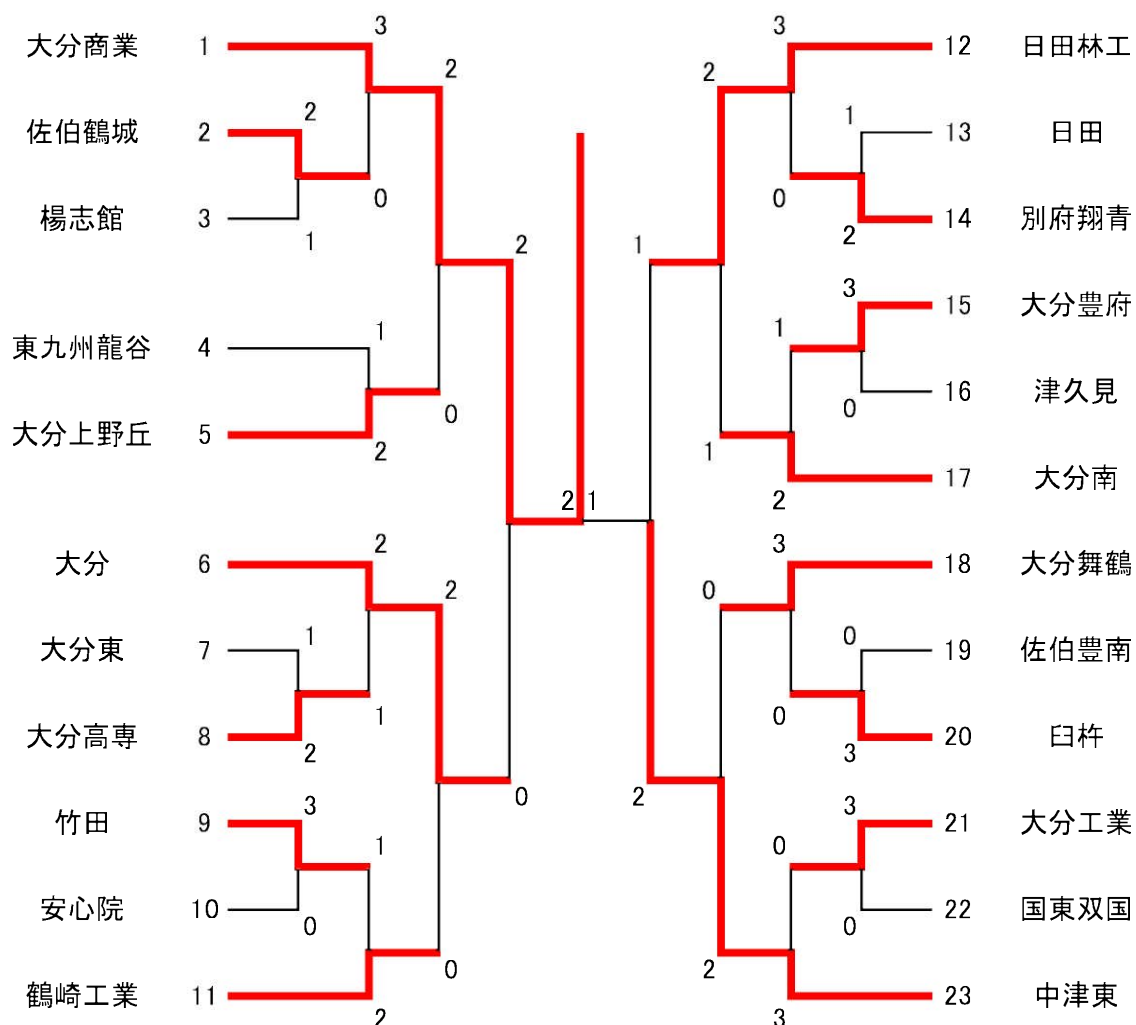 大分商業 1
佐伯鶴城 2
楊志館 3
東九州龍谷 4
大分上野丘 5
大分 6
大分東 7
大分高専 8
竹田 9
安心院 10
鶴崎工業 11
3
2
2
0
1
1
0
2
2
2
2
1
1
2
0
3
1
0
0
2
2 1
3
2
1
0
2
1
3
1
0
1
2
3
0
0
0
3
2
3
0
0
2
3
12 日田林工
13 日田
14 別府翔青
15 大分豊府
16 津久見
17 大分南
18 大分舞鶴
19 佐伯豊南
20 臼杵
21 大分工業
22 国東双国
23 中津東